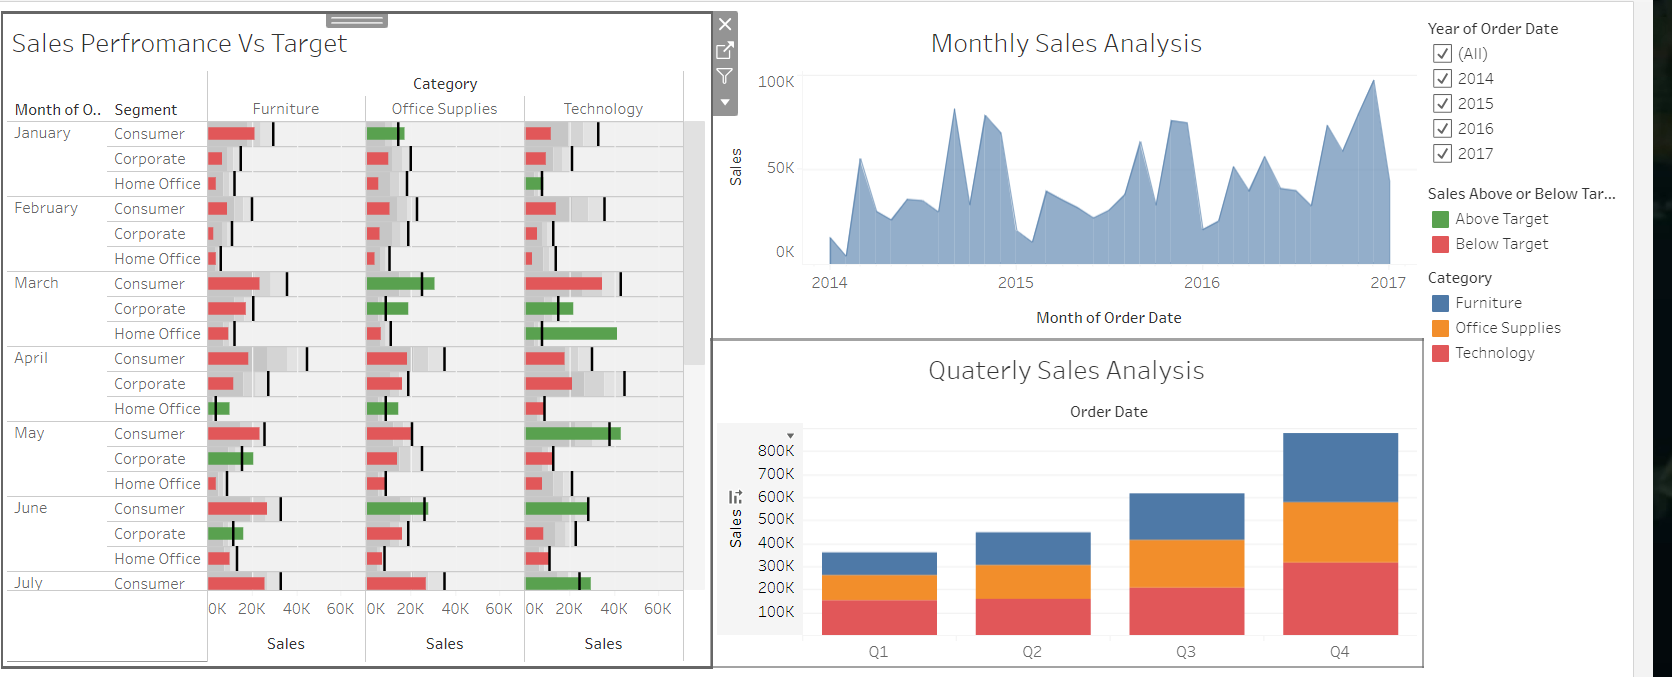 Sales Perfromance Vs Target
Category
Month of O.. Segment Furniture Office Supplies Technology
January Consumer
Corporate
Home Office
February Consumer
Corporate
Home Office
March Consumer
Corporate
Home Office
April Consumer
Corporate
Home Office
May Consumer
Corporate
Home Office
June Consumer
Corporate
Home Office
July Consumer
0K 20K 40K 60K 0K 20K 40K 60K 0K 20K 40K 60K
Sales Sales Sales
Monthly Sales Analysis
100K
50K
0K
Sales
2014 2015 2016 2017
Month of Order Date
Quaterly Sales Analysis
Order Date
800K
700K
600K
500K
400K
300K
200K
100K
Sales
Q1 Q2 Q3 Q4
Year of Order Date
(All)
2014
2015
2016
2017
Sales Above or Below Tar...
Above Target
Below Target
Category
Furniture
Office Supplies
Technology